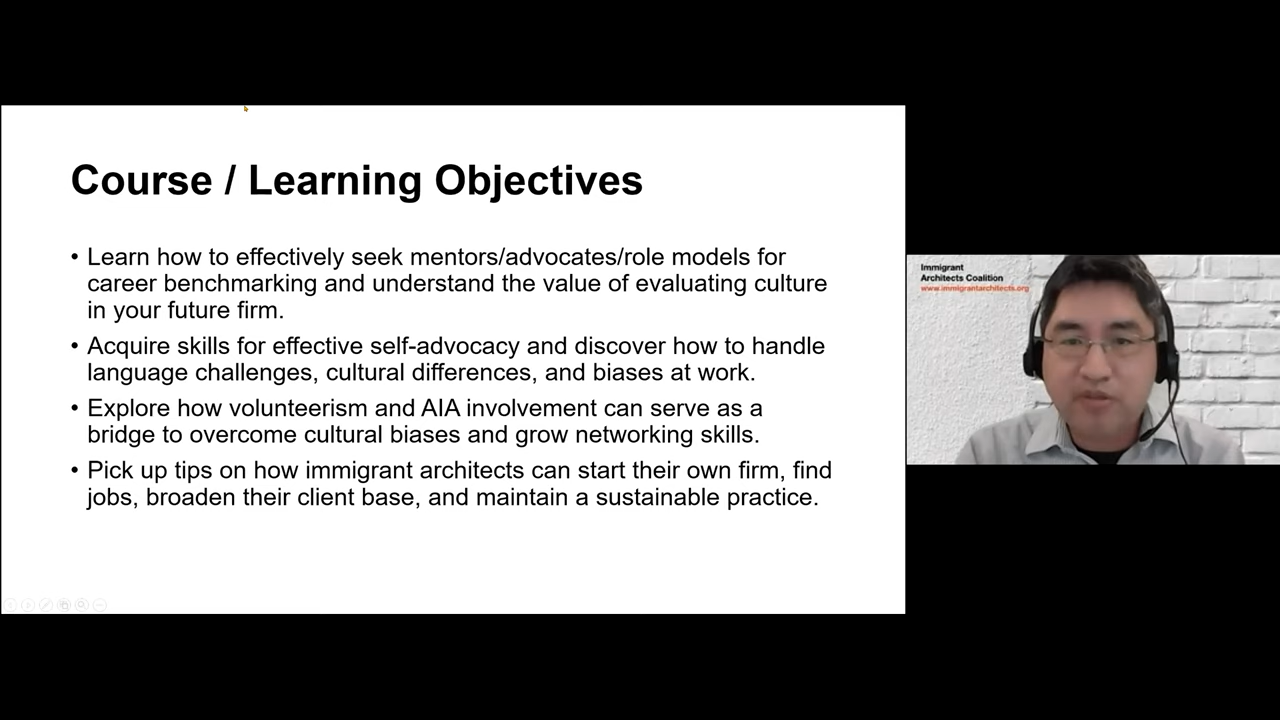 Course / Learning Objectives
• Learn how to effectively seek mentors/advocates/role models for
career benchmarking and understand the value of evaluating culture
in your future firm.
• Acquire skills for effective self-advocacy and discover how to handle
language challenges, cultural differences, and biases at work.
• Explore how volunteerism and AIA involvement can serve as a
bridge to overcome cultural biases and grow networking skills.
• Pick up tips on how immigrant architects can start their own firm, find
jobs, broaden their client base, and maintain a sustainable practice.
Immigrant
Architects Coalition
www.immigrantarchitects.org